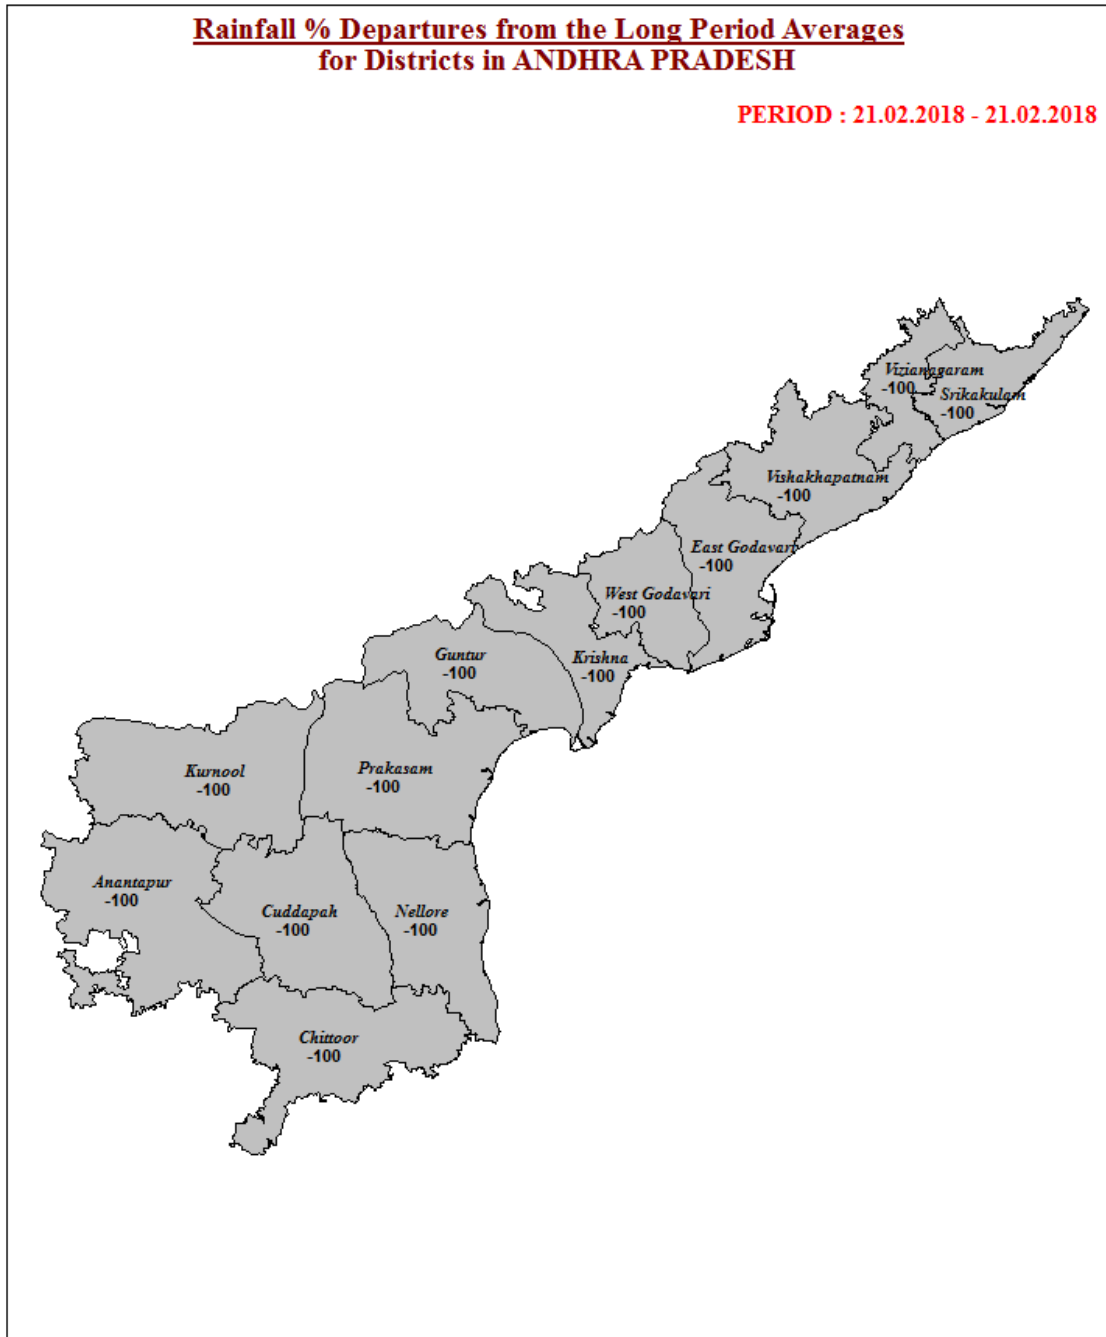 Rainfall % Departures from the Long Period Averages
for Districts in ANDHRA PRADESH
PERIOD : 21.02.2018 - 21.02.2018
Vizianagaram
-100
Srikakulam
-100
Vishakhapatnam
-100
East Godavari
-100
West Godavari
-100
Guntur
-100
Krishna
-100
Kurnool
-100
Prakasam
-100
Anantapur
-100
Cuddapah
-100
Nellore
-100
Chittoor
-100